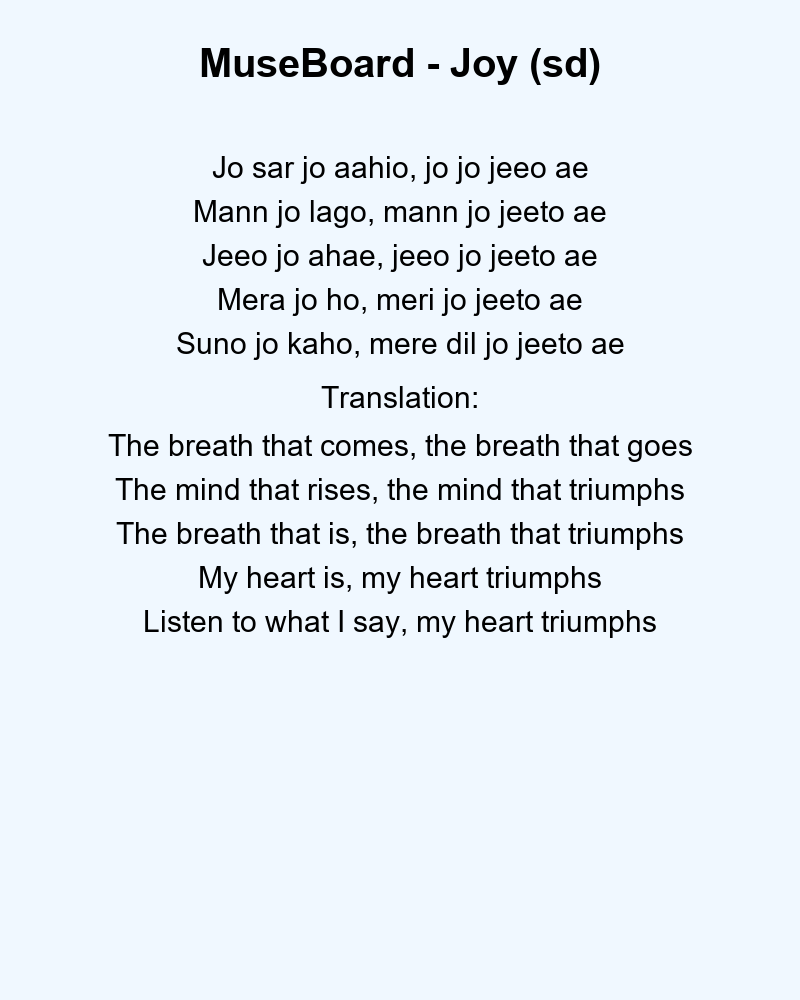 MuseBoard - Joy (sd)
Jo sar jo aahio, jo jo jeeo ae
Mann jo lago, mann jo jeeto ae
Jeeo jo ahae, jeeo jo jeeto ae
Mera jo ho, meri jo jeeto ae
Suno jo kaho, mere dil jo jeeto ae
Translation:
The breath that comes, the breath that goes
The mind that rises, the mind that triumphs
The breath that is, the breath that triumphs
My heart is, my heart triumphs
Listen to what I say, my heart triumphs